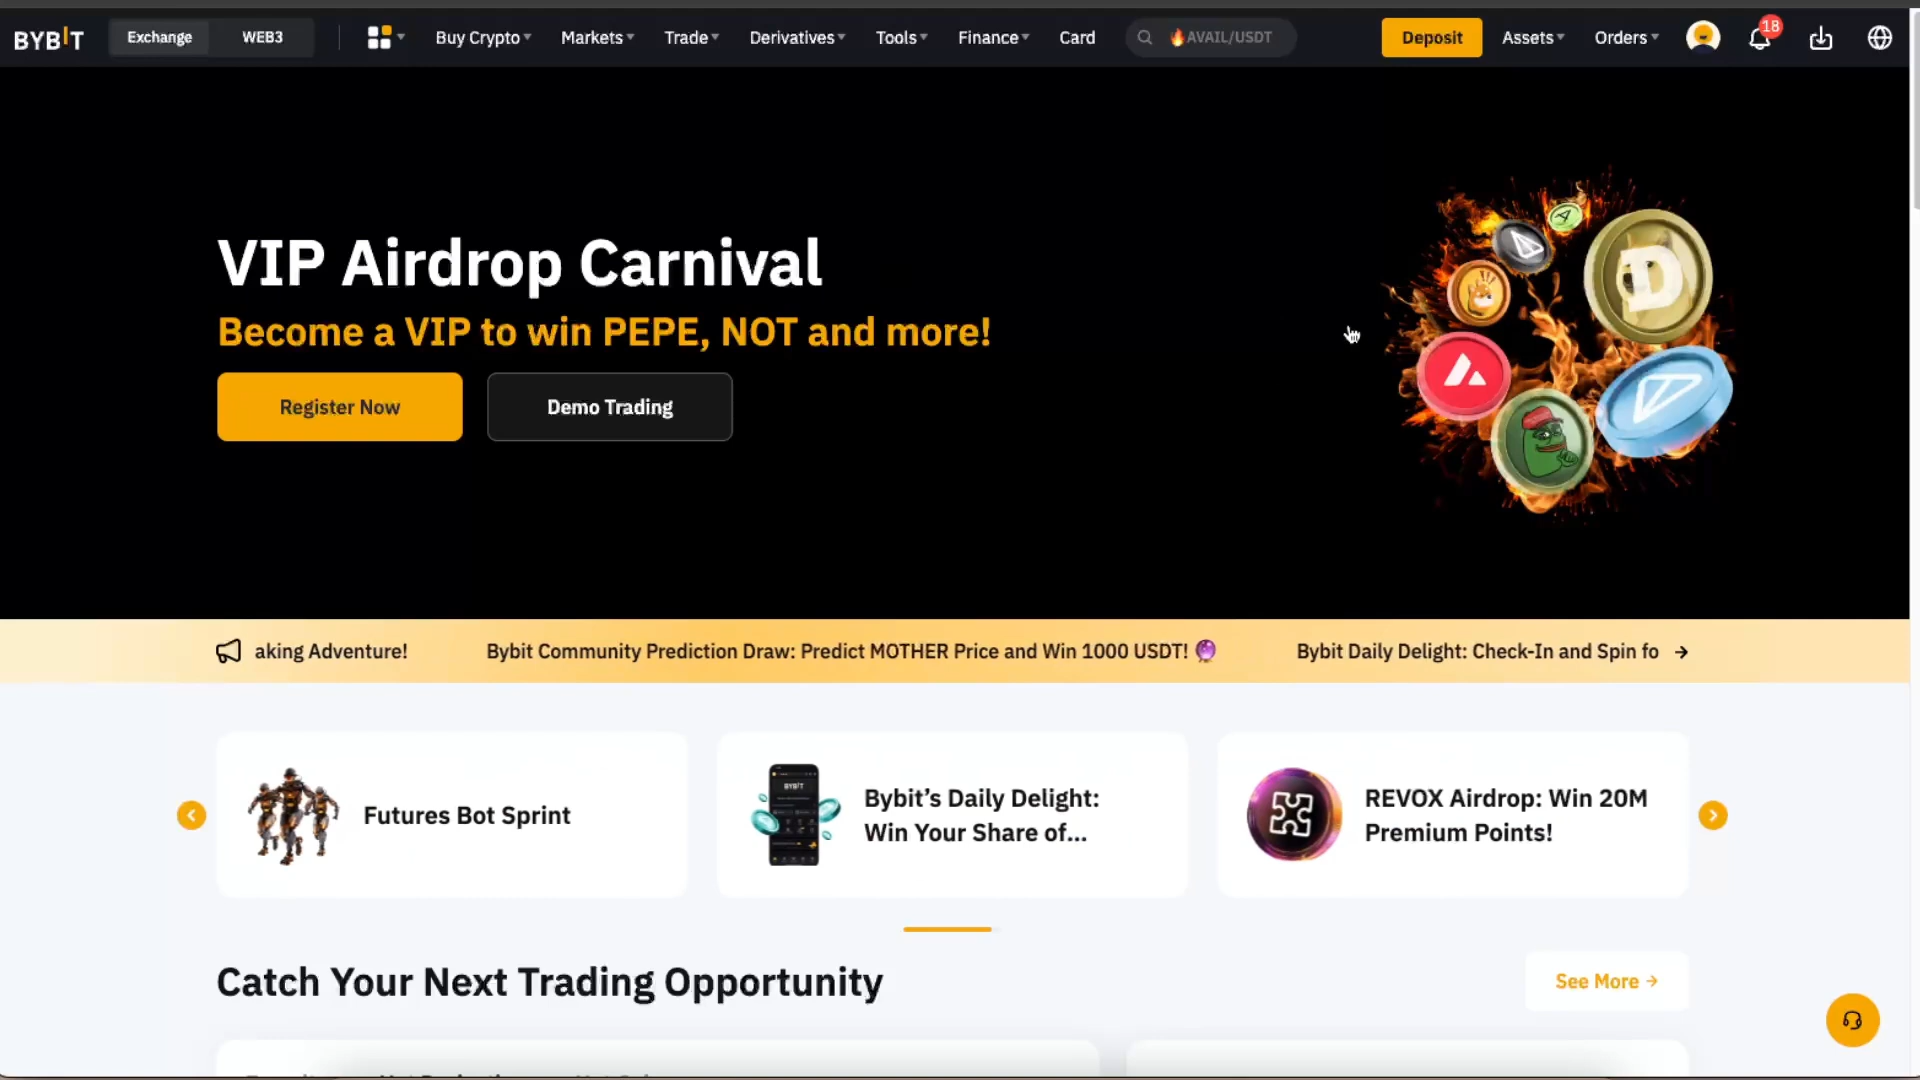 BYBIT Exchange WEB3 Buy Crypto Markets Trade Derivatives Tools Finance Card AVAIL/USDT Deposit Assets Orders 18
VIP Airdrop Carnival
Become a VIP to win PEPE, NOT and more!
Register Now Demo Trading
aking Adventure! Bybit Community Prediction Draw: Predict MOTHER Price and Win 1000 USDT! Bybit Daily Delight: Check-In and Spin fo
Futures Bot Sprint
Bybit’s Daily Delight:
Win Your Share of...
REVOX Airdrop: Win 20M
Premium Points!
Catch Your Next Trading Opportunity
See More